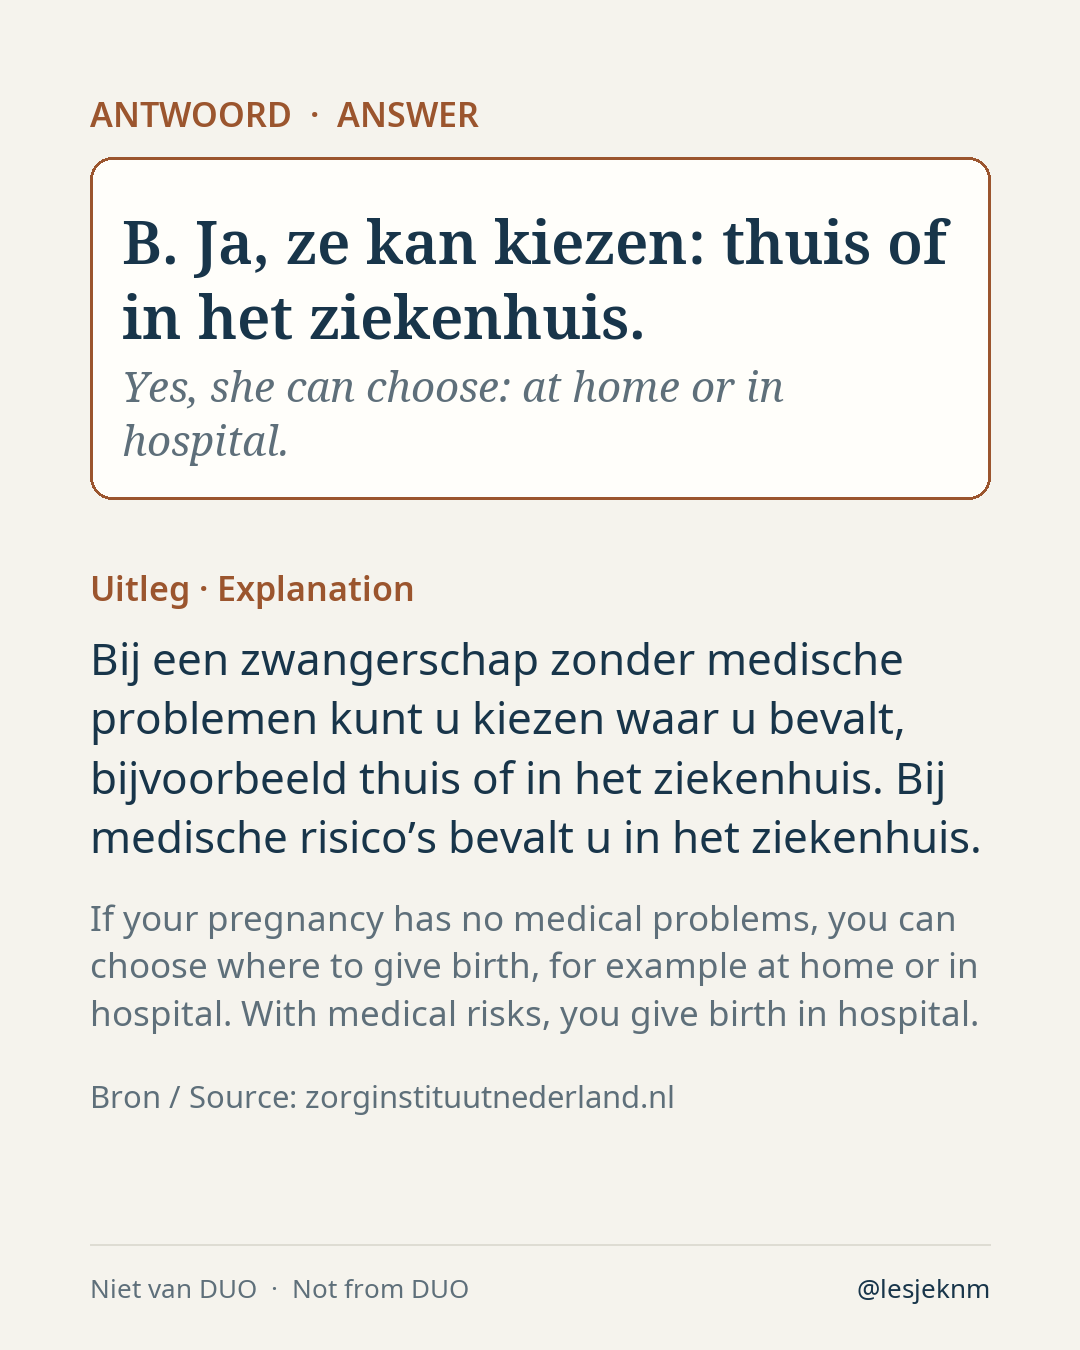 ANTWOORD · ANSWER
B. Ja, ze kan kiezen: thuis of
in het ziekenhuis.
Yes, she can choose: at home or in
hospital.
Uitleg · Explanation
Bij een zwangerschap zonder medische
problemen kunt u kiezen waar u bevalt,
bijvoorbeeld thuis of in het ziekenhuis. Bij
medische risico’s bevalt u in het ziekenhuis.
If your pregnancy has no medical problems, you can
choose where to give birth, for example at home or in
hospital. With medical risks, you give birth in hospital.
Bron / Source: zorginstituutnederland.nl
Niet van DUO · Not from DUO
@lesjeknm